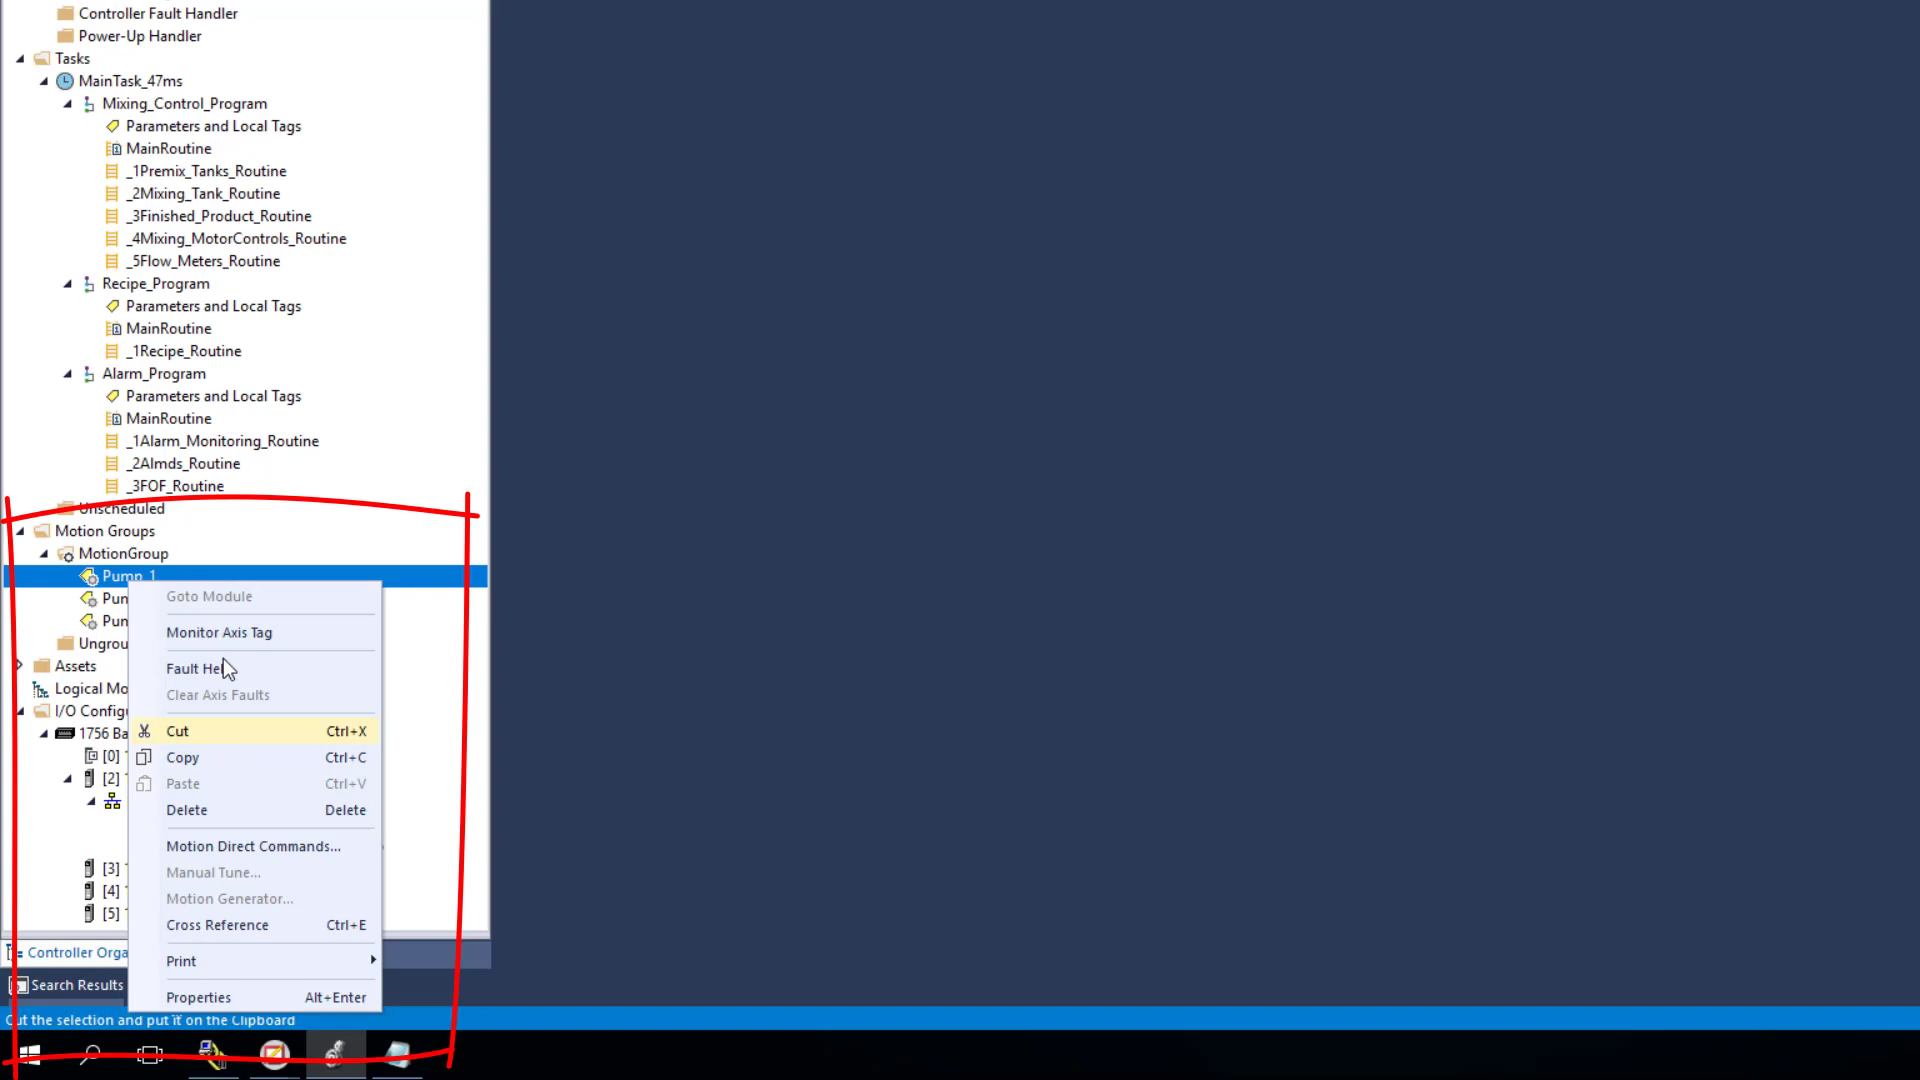 Controller Fault Handler
Power-Up Handler
Tasks
MainTask_47ms
Mixing_Control_Program
Parameters and Local Tags
MainRoutine
_1Premix_Tanks_Routine
_2Mixing_Tank_Routine
_3Finished_Product_Routine
_4Mixing_MotorControls_Routine
_5Flow_Meters_Routine
Recipe_Program
Parameters and Local Tags
MainRoutine
_1Recipe_Routine
Alarm_Program
Parameters and Local Tags
MainRoutine
_1Alarm_Monitoring_Routine
_2Almds_Routine
_3FOF_Routine
Unscheduled
Motion Groups
MotionGroup
Pump_1
Goto Module
Monitor Axis Tag
Fault Hel
Clear Axis Faults
Assets
Logical Mo
1756 Ba
Cut Ctrl+X
[0]
Copy Ctrl+C
[2]
Paste Ctrl+V
Delete Delete
Motion Direct Commands...
[3]
Manual Tune...
[4]
Motion Generator...
[5]
Cross Reference Ctrl+E
Controller Orga
Print
Search Results
Properties Alt+Enter
Cut the selection and put it on the Clipboard